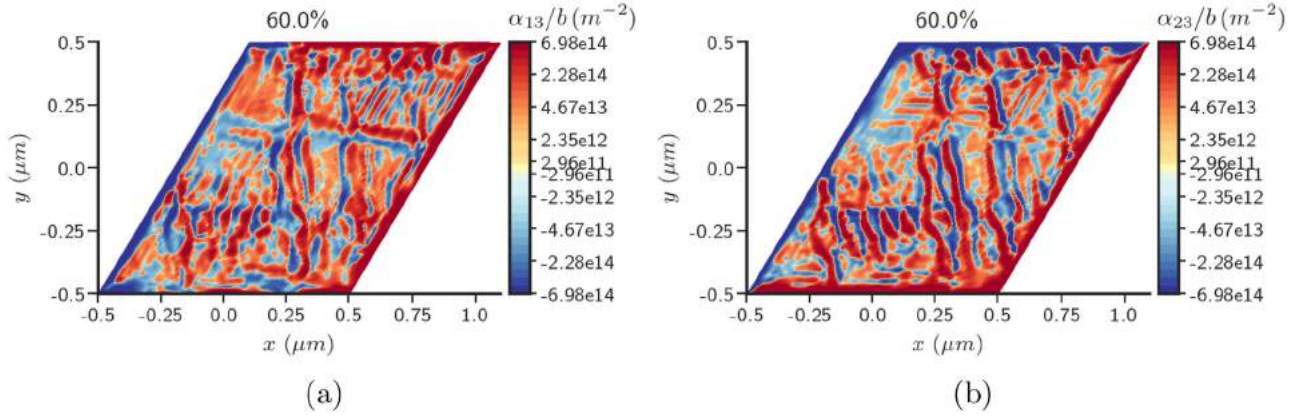 60.0%
α₁₃/b (m⁻²)
0.5
0.25
0.0
-0.25
-0.5
y (μm)
-0.5 -0.25 0.0 0.25 0.5 0.75 1.0
x (μm)
6.98e14
2.28e14
4.67e13
2.35e12
2.96e11
-2.96e11
-2.35e12
-4.67e13
-2.28e14
-6.98e14
(a)
60.0%
α₂₃/b (m⁻²)
0.5
0.25
0.0
-0.25
-0.5
y (μm)
-0.5 -0.25 0.0 0.25 0.5 0.75 1.0
x (μm)
6.98e14
2.28e14
4.67e13
2.35e12
2.96e11
-2.96e11
-2.35e12
-4.67e13
-2.28e14
-6.98e14
(b)